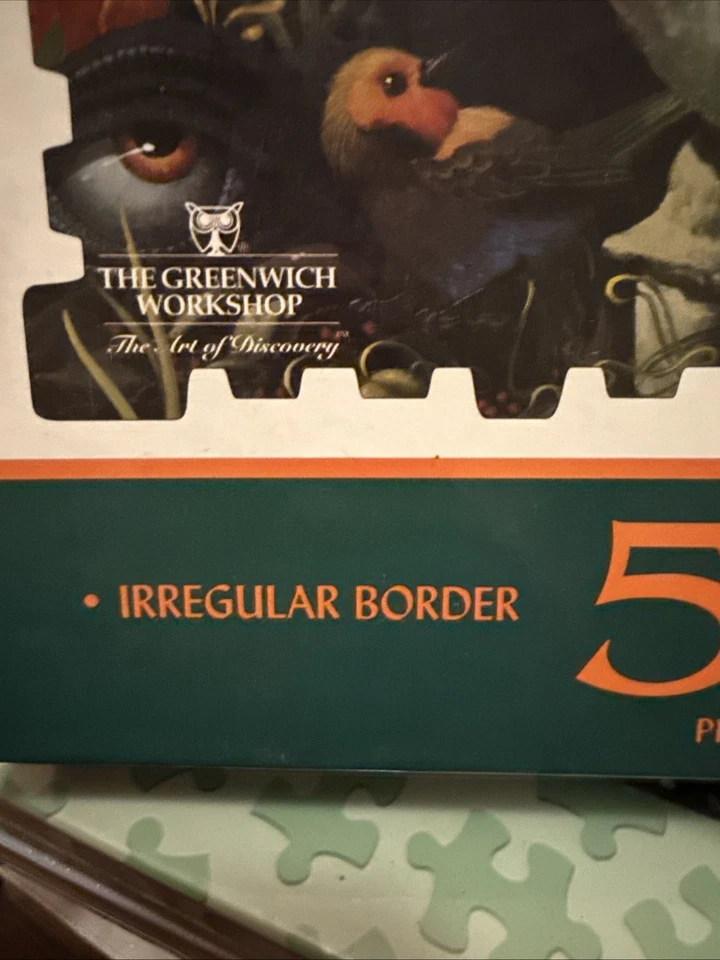 THE GREENWICH
WORKSHOP
The Art of Discovery
• IRREGULAR BORDER
5